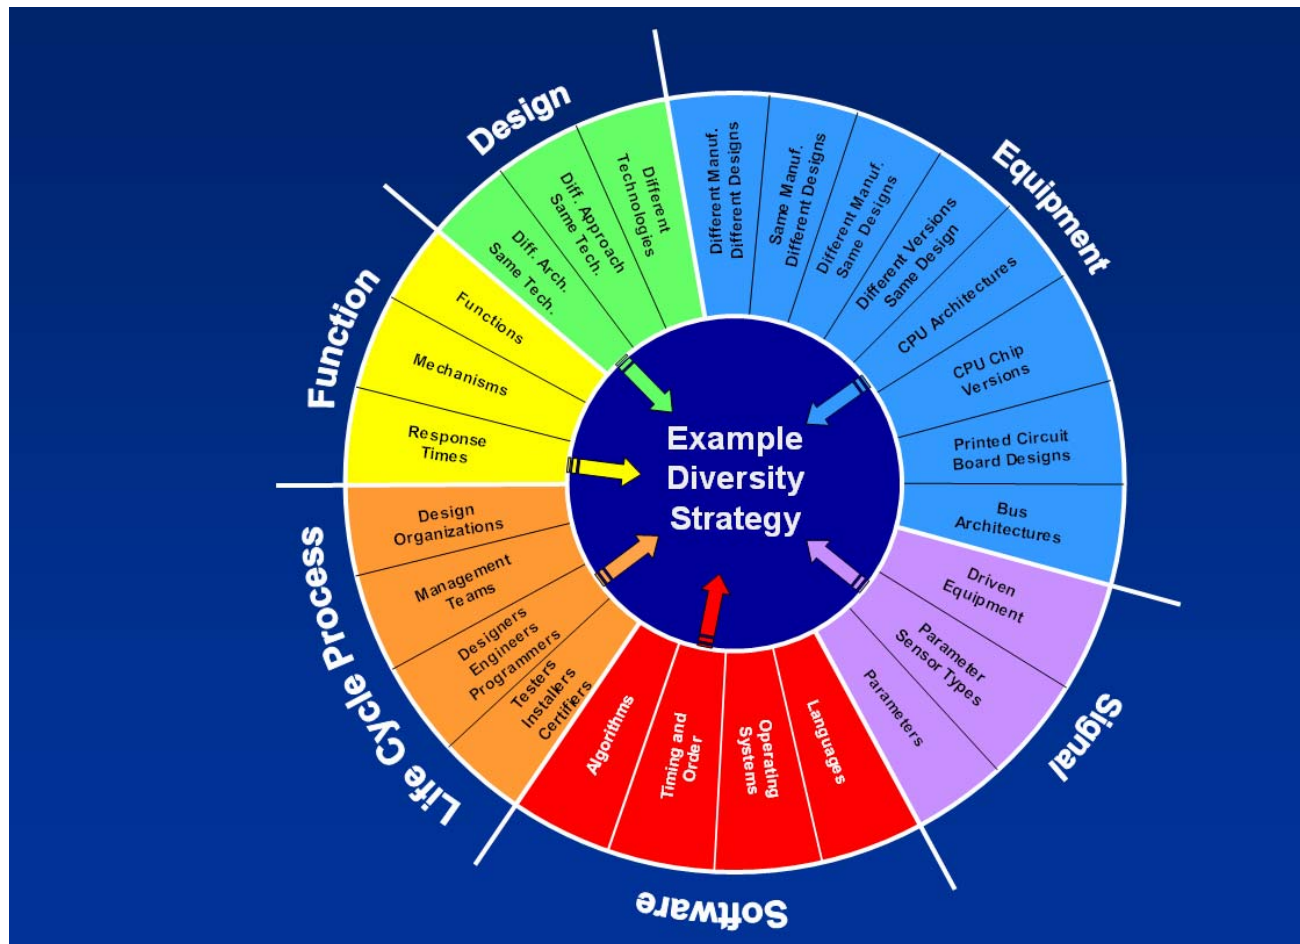 Example
Diversity
Strategy
Design
Different
Technologies
Diff. Approach
Same Tech.
Diff. Arch.
Same Tech.
Equipment
Different Manuf.
Different Designs
Same Manuf.
Different Designs
Different Manuf.
Same Designs
Different Versions
Same Design
CPU Architectures
CPU Chip
Versions
Printed Circuit
Board Designs
Bus
Architectures
Signal
Driven
Equipment
Parameter
Sensor Types
Parameters
Software
Languages
Operating
Systems
Timing and
Order
Algorithms
Life Cycle Process
Testers
Installers
Certifiers
Designers
Engineers
Programmers
Management
Teams
Design
Organizations
Function
Response
Times
Mechanisms
Functions